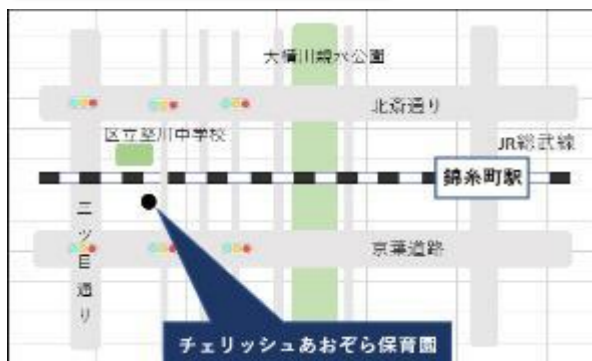 大横川親水公園
北斎通り
区立竪川中学校
JR総武線
錦糸町駅
三ツ目通り
京葉道路
チェリッシュあおぞら保育園